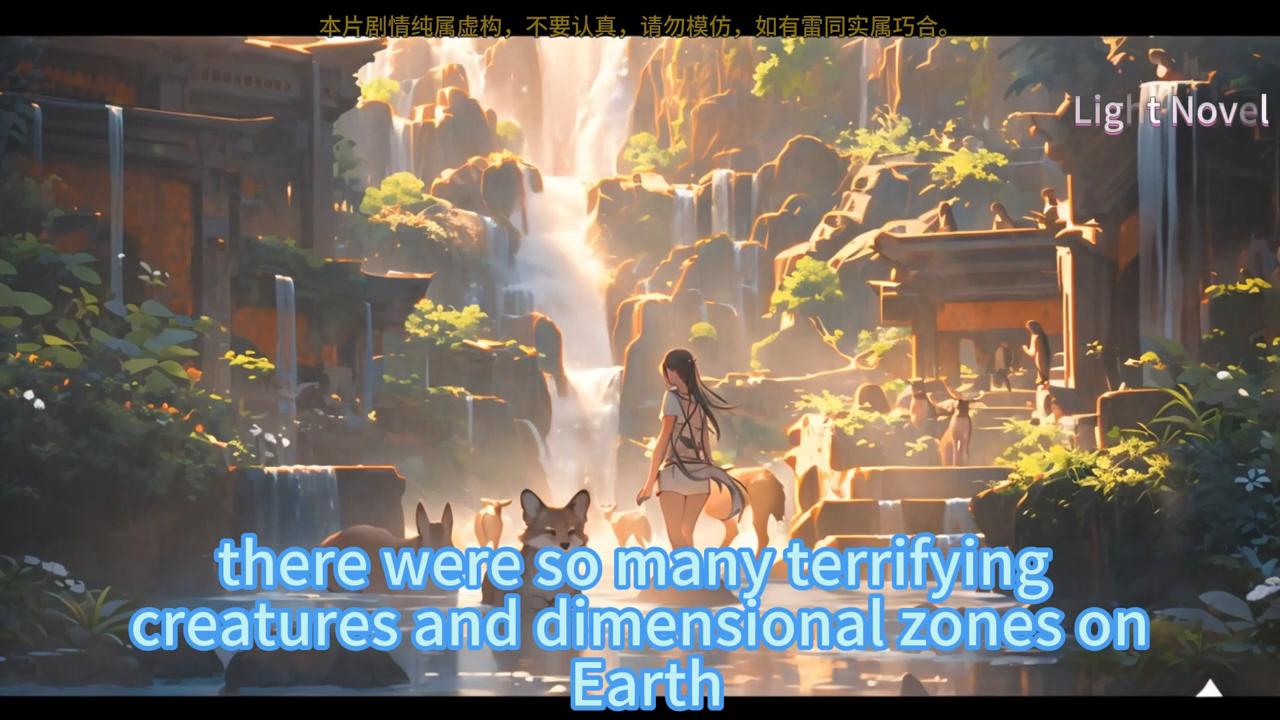 本片剧情纯属虚构，不要认真，请勿模仿，如有雷同实属巧合。
Light Novel
there were so many terrifying
creatures and dimensional zones on
Earth